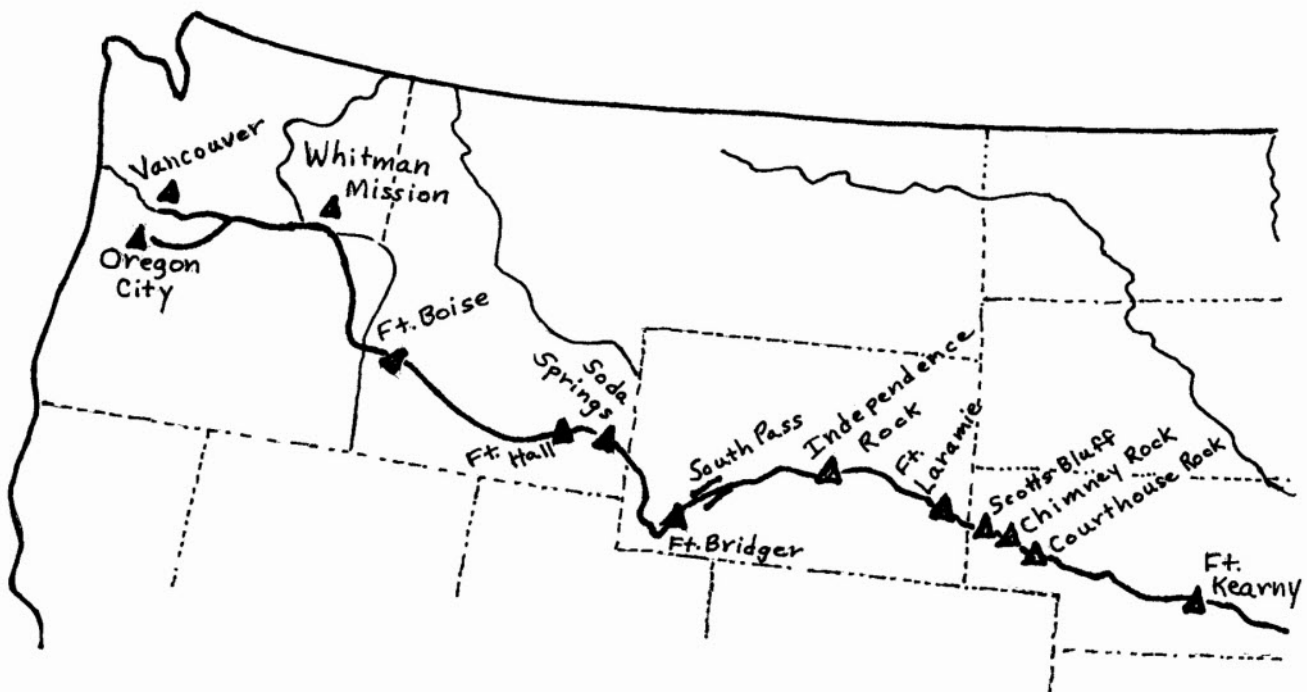 Vancouver
Whitman
Mission
Oregon
City
Ft. Boise
Soda
Springs
Ft. Hall
South Pass
Ft. Bridger
Independence
Rock
Ft.
Laramie
Scotts Bluff
Chimney Rock
Courthouse Rock
Ft.
Kearny